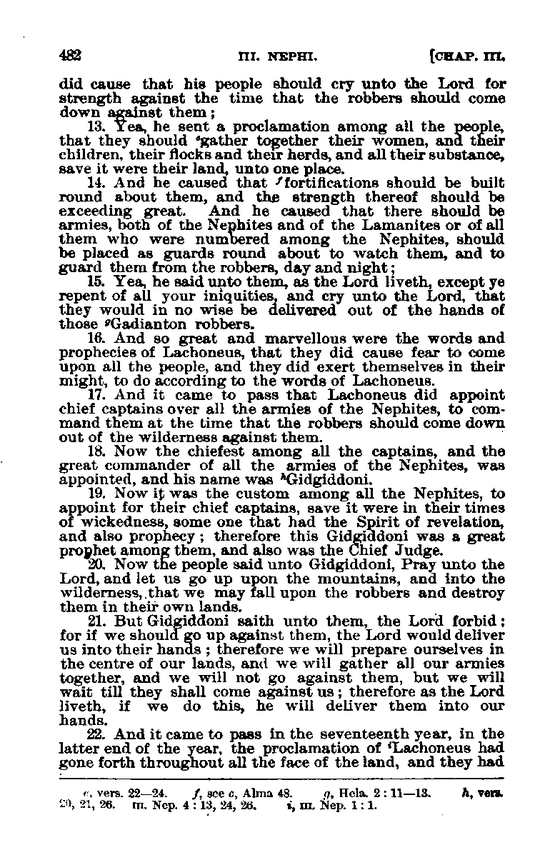 482 III. NEPHI. [CHAP. III.
did cause that his people should cry unto the Lord for
strength against the time that the robbers should come
down against them;
13. Yea, he sent a proclamation among all the people,
that they should ᵉgather together their women, and their
children, their flocks and their herds, and all their substance,
save it were their land, unto one place.
14. And he caused that ᶠfortifications should be built
round about them, and the strength thereof should be
exceeding great. And he caused that there should be
armies, both of the Nephites and of the Lamanites or of all
them who were numbered among the Nephites, should
be placed as guards round about to watch them, and to
guard them from the robbers, day and night;
15. Yea, he said unto them, as the Lord liveth, except ye
repent of all your iniquities, and cry unto the Lord, that
they would in no wise be delivered out of the hands of
those ᵍGadianton robbers.
16. And so great and marvellous were the words and
prophecies of Lachoneus, that they did cause fear to come
upon all the people, and they did exert themselves in their
might, to do according to the words of Lachoneus.
17. And it came to pass that Lachoneus did appoint
chief captains over all the armies of the Nephites, to com-
mand them at the time that the robbers should come down
out of the wilderness against them.
18. Now the chiefest among all the captains, and the
great commander of all the armies of the Nephites, was
appointed, and his name was ʰGidgiddoni.
19. Now it was the custom among all the Nephites, to
appoint for their chief captains, save it were in their times
of wickedness, some one that had the Spirit of revelation,
and also prophecy; therefore this Gidgiddoni was a great
prophet among them, and also was the Chief Judge.
20. Now the people said unto Gidgiddoni, Pray unto the
Lord, and let us go up upon the mountains, and into the
wilderness, that we may fall upon the robbers and destroy
them in their own lands.
21. But Gidgiddoni saith unto them, the Lord forbid;
for if we should go up against them, the Lord would deliver
us into their hands; therefore we will prepare ourselves in
the centre of our lands, and we will gather all our armies
together, and we will not go against them, but we will
wait till they shall come against us; therefore as the Lord
liveth, if we do this, he will deliver them into our
hands.
22. And it came to pass in the seventeenth year, in the
latter end of the year, the proclamation of ⁱLachoneus had
gone forth throughout all the face of the land, and they had
e, vers. 22—24. f, see c, Alma 48. g, Hela. 2:11—13. h, vers.
20, 21, 26. III. Nep. 4:13, 24, 26. i, III. Nep. 1:1.